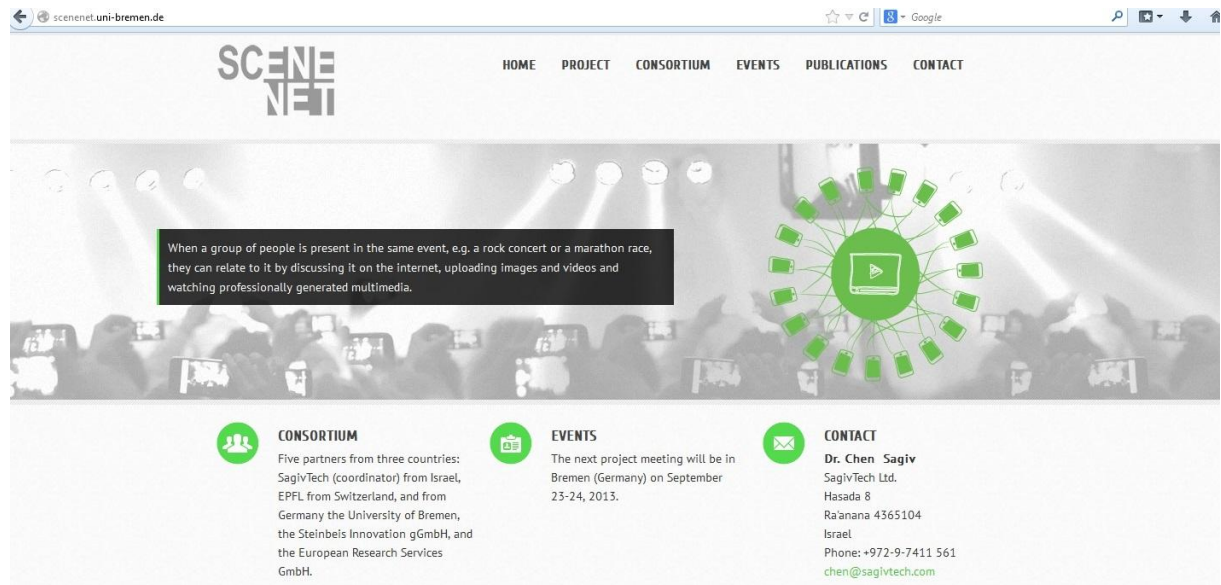 scenenet.uni-bremen.de
Google
SCENE
NET
HOME PROJECT CONSORTIUM EVENTS PUBLICATIONS CONTACT
When a group of people is present in the same event, e.g. a rock concert or a marathon race,
they can relate to it by discussing it on the internet, uploading images and videos and
watching professionally generated multimedia.
CONSORTIUM
Five partners from three countries:
SagivTech (coordinator) from Israel,
EPFL from Switzerland, and from
Germany the University of Bremen,
the Steinbeis Innovation gGmbH, and
the European Research Services
GmbH.
EVENTS
The next project meeting will be in
Bremen (Germany) on September
23-24, 2013.
CONTACT
Dr. Chen Sagiv
SagivTech Ltd.
Hasada 8
Ra'anana 4365104
Israel
Phone: +972-9-7411 561
chen@sagivtech.com